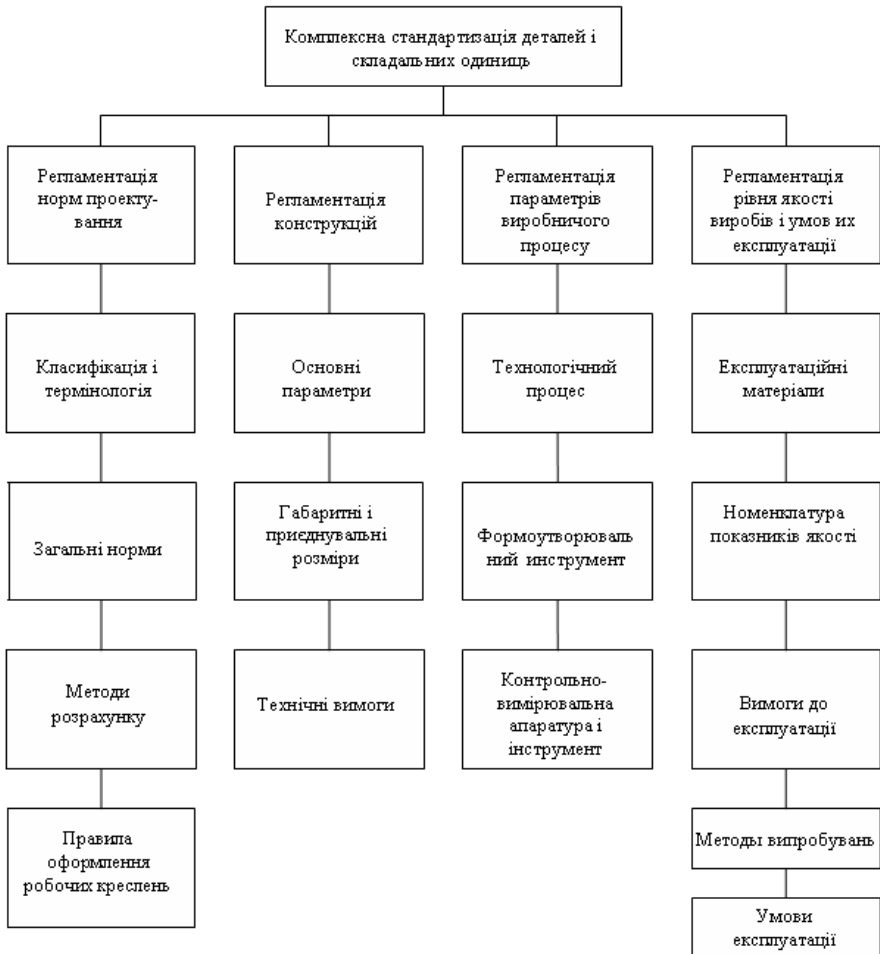 Комплексна стандартизація деталей і
складальних одиниць
Регламентація
норм проекту-
вання
Регламентація
конструкцій
Регламентація
параметрів
виробничого
процесу
Регламентація
рівня якості
виробів і умов их
експлуатації
Класифікація і
термінологія
Основні
параметри
Технологічний
процес
Експлуатаційні
матеріали
Загальні норми
Габаритні і
приєднувальні
розміри
Формоутворюваль
ний инструмент
Номенклатура
показників якості
Методи
розрахунку
Технічні вимоги
Контрольно-
вимірювальна
апаратура і
інструмент
Вимоги до
експлуатації
Правила
оформлення
робочих креслень
Методы випробувань
Умови
експлуатації